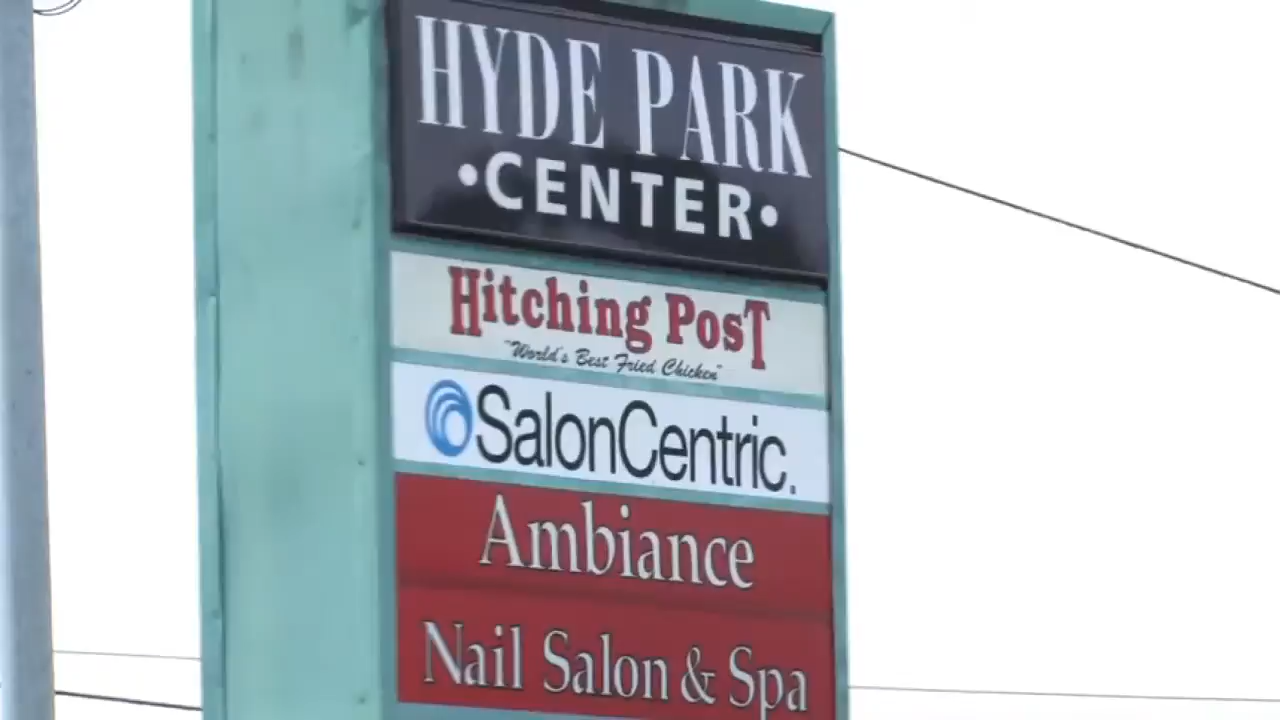 HYDE PARK
•CENTER•
Hitching Post
"World's Best Fried Chicken"
SalonCentric.
Ambiance
Nail Salon & Spa